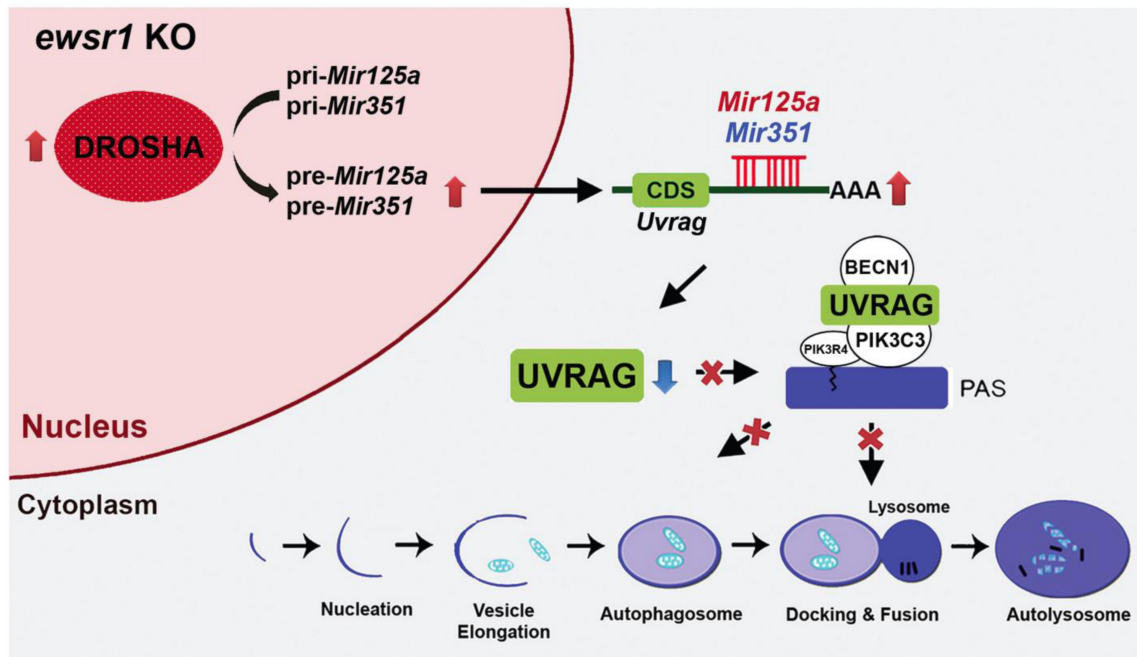 ewsr1 KO
DROSHA
pri-Mir125a
pri-Mir351
pre-Mir125a
pre-Mir351
Mir125a
Mir351
CDS
AAA
Uvrag
BECN1
UVRAG
PIK3R4
PIK3C3
UVRAG
PAS
Nucleus
Cytoplasm
Lysosome
Nucleation
Vesicle
Elongation
Autophagosome
Docking & Fusion
Autolysosome